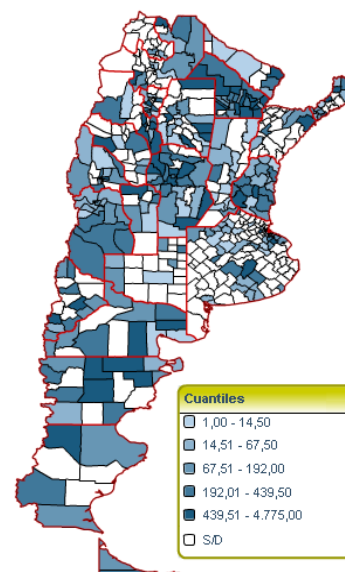 Cuantiles
1,00 - 14,50
14,51 - 67,50
67,51 - 192,00
192,01 - 439,50
439,51 - 4.775,00
S/D